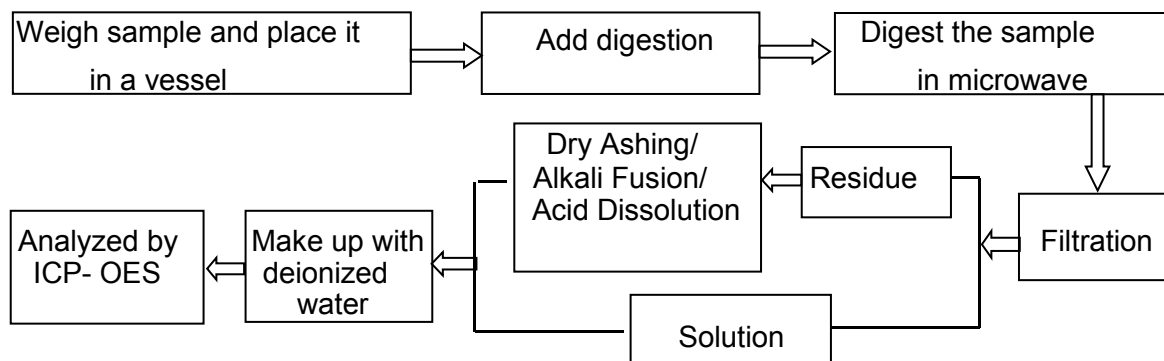 Weigh sample and place it
in a vessel
Add digestion
Digest the sample
in microwave
Dry Ashing/
Alkali Fusion/
Acid Dissolution
Residue
Filtration
Analyzed by
ICP- OES
Make up with
deionized
water
Solution